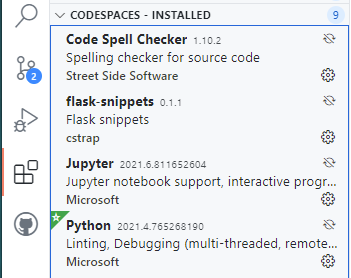 CODESPACES - INSTALLED 9
Code Spell Checker 1.10.2
Spelling checker for source code
Street Side Software
2
flask-snippets 0.1.1
Flask snippets
cstrap
Jupyter 2021.6.811652604
Jupyter notebook support, interactive progr...
Microsoft
Python 2021.4.765268190
Linting, Debugging (multi-threaded, remote...
Microsoft